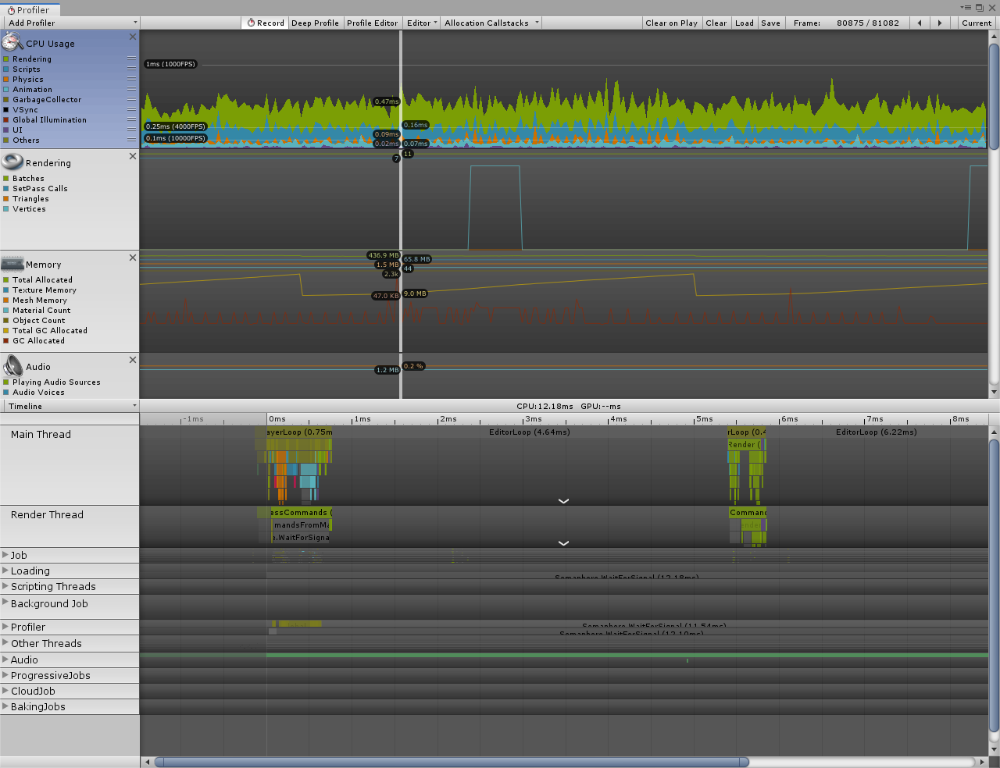 Profiler
Add Profiler
Record
Deep Profile
Profile Editor
Editor
Allocation Callstacks
Clear on Play
Clear
Load
Save
Frame:
80875 / 81082
Current
CPU Usage
Rendering
Scripts
Physics
Animation
GarbageCollector
VSync
Global Illumination
UI
Others
1ms (1000FPS)
0.25ms (4000FPS)
0.1ms (10000FPS)
0.47ms
0.16ms
0.09ms
0.02ms
0.07ms
Rendering
Batches
SetPass Calls
Triangles
Vertices
11
7
Memory
Total Allocated
Texture Memory
Mesh Memory
Material Count
Object Count
Total GC Allocated
GC Allocated
436.9 MB
65.8 MB
1.5 MB
44
2.3k
47.0 KB
9.0 MB
Audio
Playing Audio Sources
Audio Voices
0.2 %
1.2 MB
Timeline
CPU:12.18ms GPU:--ms
-1ms
0ms
1ms
2ms
3ms
4ms
5ms
6ms
7ms
8ms
Main Thread
ayerLoop (0.75m
EditorLoop (4.64ms)
rLoop (0.4
EditorLoop (6.22ms)
Render (
Render Thread
essCommands (
Command
mandsFromMa
ender
e.WaitForSigna
Job
Loading
Semaphore.WaitForSignal (12.18ms)
Scripting Threads
Background Job
Profiler
Semaphore.WaitForSignal (11.54ms)
Semaphore.WaitForSignal (12.10ms)
Other Threads
Audio
ProgressiveJobs
CloudJob
BakingJobs